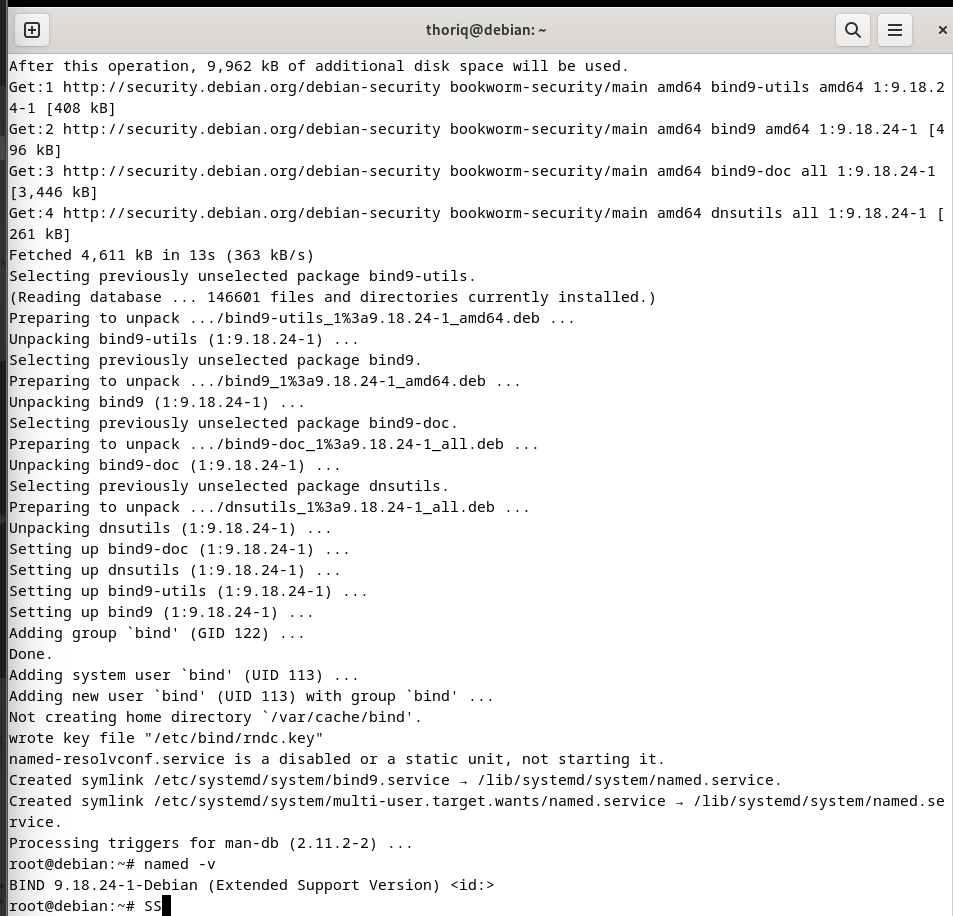 thoriq@debian: ~
After this operation, 9,962 kB of additional disk space will be used.
Get:1 http://security.debian.org/debian-security bookworm-security/main amd64 bind9-utils amd64 1:9.18.2
4-1 [408 kB]
Get:2 http://security.debian.org/debian-security bookworm-security/main amd64 bind9 amd64 1:9.18.24-1 [4
96 kB]
Get:3 http://security.debian.org/debian-security bookworm-security/main amd64 bind9-doc all 1:9.18.24-1
[3,446 kB]
Get:4 http://security.debian.org/debian-security bookworm-security/main amd64 dnsutils all 1:9.18.24-1 [
261 kB]
Fetched 4,611 kB in 13s (363 kB/s)
Selecting previously unselected package bind9-utils.
(Reading database ... 146601 files and directories currently installed.)
Preparing to unpack .../bind9-utils_1%3a9.18.24-1_amd64.deb ...
Unpacking bind9-utils (1:9.18.24-1) ...
Selecting previously unselected package bind9.
Preparing to unpack .../bind9_1%3a9.18.24-1_amd64.deb ...
Unpacking bind9 (1:9.18.24-1) ...
Selecting previously unselected package bind9-doc.
Preparing to unpack .../bind9-doc_1%3a9.18.24-1_all.deb ...
Unpacking bind9-doc (1:9.18.24-1) ...
Selecting previously unselected package dnsutils.
Preparing to unpack .../dnsutils_1%3a9.18.24-1_all.deb ...
Unpacking dnsutils (1:9.18.24-1) ...
Setting up bind9-doc (1:9.18.24-1) ...
Setting up dnsutils (1:9.18.24-1) ...
Setting up bind9-utils (1:9.18.24-1) ...
Setting up bind9 (1:9.18.24-1) ...
Adding group `bind' (GID 122) ...
Done.
Adding system user `bind' (UID 113) ...
Adding new user `bind' (UID 113) with group `bind' ...
Not creating home directory `/var/cache/bind'.
wrote key file "/etc/bind/rndc.key"
named-resolvconf.service is a disabled or a static unit, not starting it.
Created symlink /etc/systemd/system/bind9.service → /lib/systemd/system/named.service.
Created symlink /etc/systemd/system/multi-user.target.wants/named.service → /lib/systemd/system/named.se
rvice.
Processing triggers for man-db (2.11.2-2) ...
root@debian:~# named -v
BIND 9.18.24-1-Debian (Extended Support Version) <id:>
root@debian:~# SS